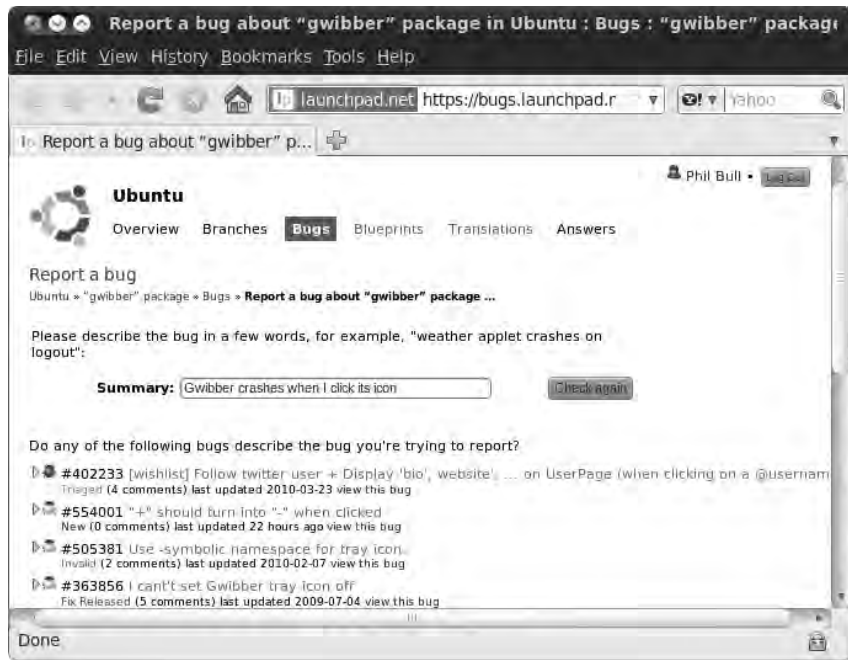 Report a bug about “gwibber” package in Ubuntu : Bugs : “gwibber” packag
File Edit View History Bookmarks Tools Help
launchpad.net https://bugs.launchpad.r
Yahoo
Report a bug about “gwibber” p...
Phil Bull •
Ubuntu
Overview Branches Bugs Blueprints Translations Answers
Report a bug
Ubuntu » “gwibber” package » Bugs » Report a bug about “gwibber” package ...
Please describe the bug in a few words, for example, "weather applet crashes on
logout":
Summary: Gwibber crashes when I click its icon Check again
Do any of the following bugs describe the bug you're trying to report?
#402233 [wishlist] Follow twitter user + Display 'bio', website', ... on UserPage (when clicking on a @usernam
Triaged (4 comments) last updated 2010-03-23 view this bug
#554001 "+" should turn into "-" when clicked
New (0 comments) last updated 22 hours ago view this bug
#505381 Use -symbolic namespace for tray icon.
Invalid (2 comments) last updated 2010-02-07 view this bug
#363856 I cant't set Gwibber tray icon off
Fix Released (5 comments) last updated 2009-07-04 view this bug
Done